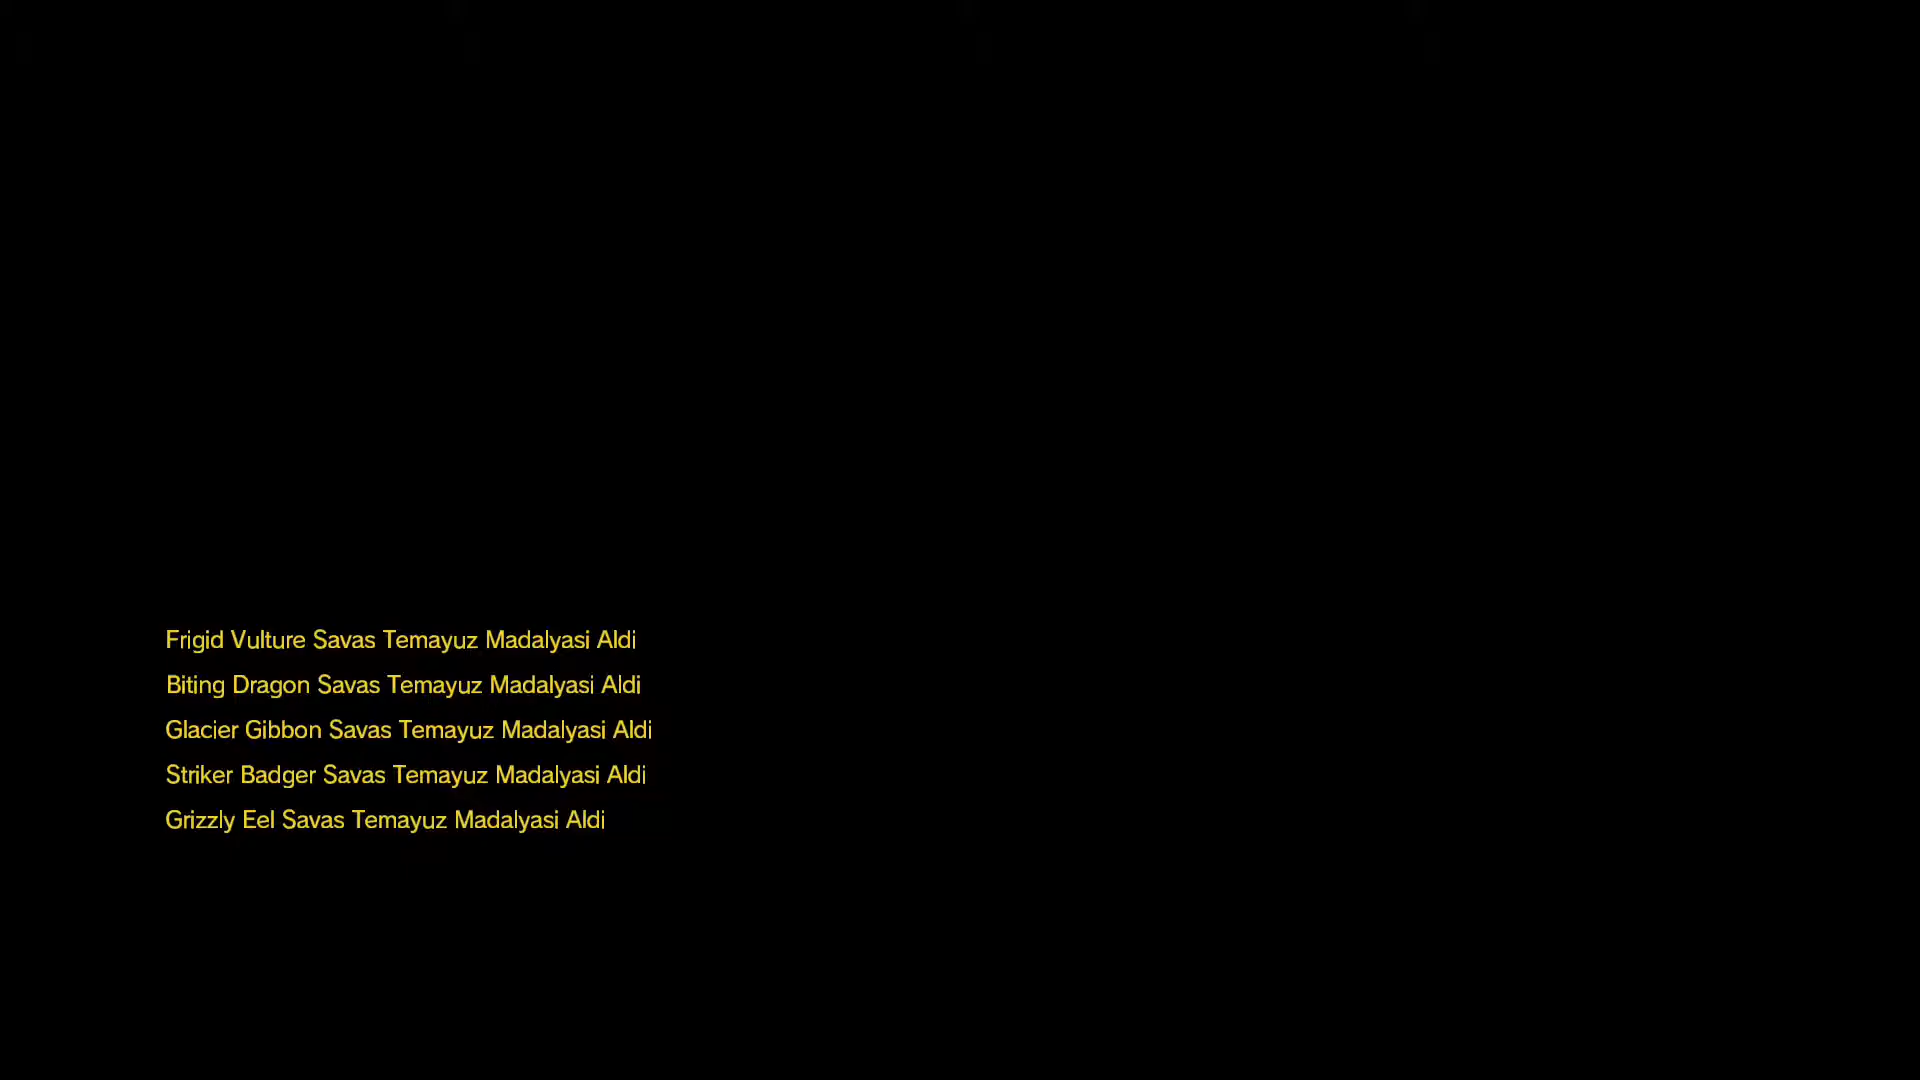 Frigid Vulture Savas Temayuz Madalyasi Aldi
Biting Dragon Savas Temayuz Madalyasi Aldi
Glacier Gibbon Savas Temayuz Madalyasi Aldi
Striker Badger Savas Temayuz Madalyasi Aldi
Grizzly Eel Savas Temayuz Madalyasi Aldi